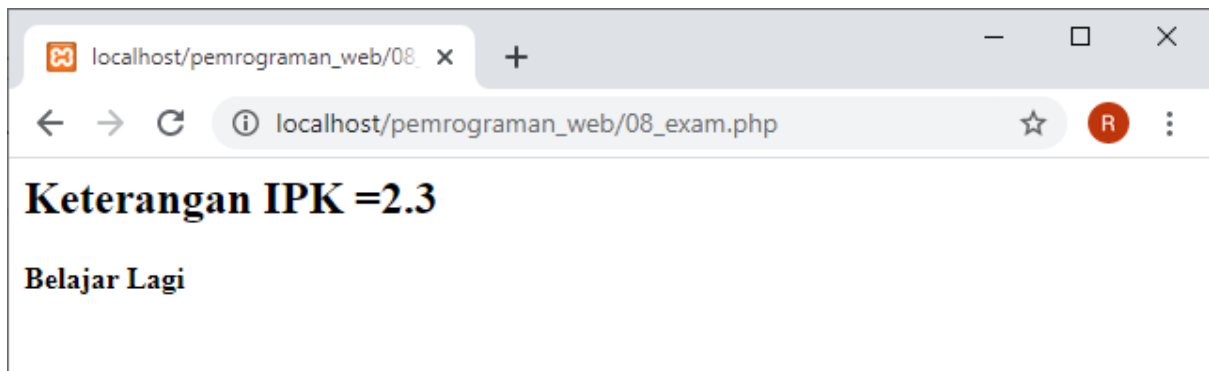 localhost/pemrograman_web/08_
localhost/pemrograman_web/08_exam.php
R
Keterangan IPK =2.3
Belajar Lagi